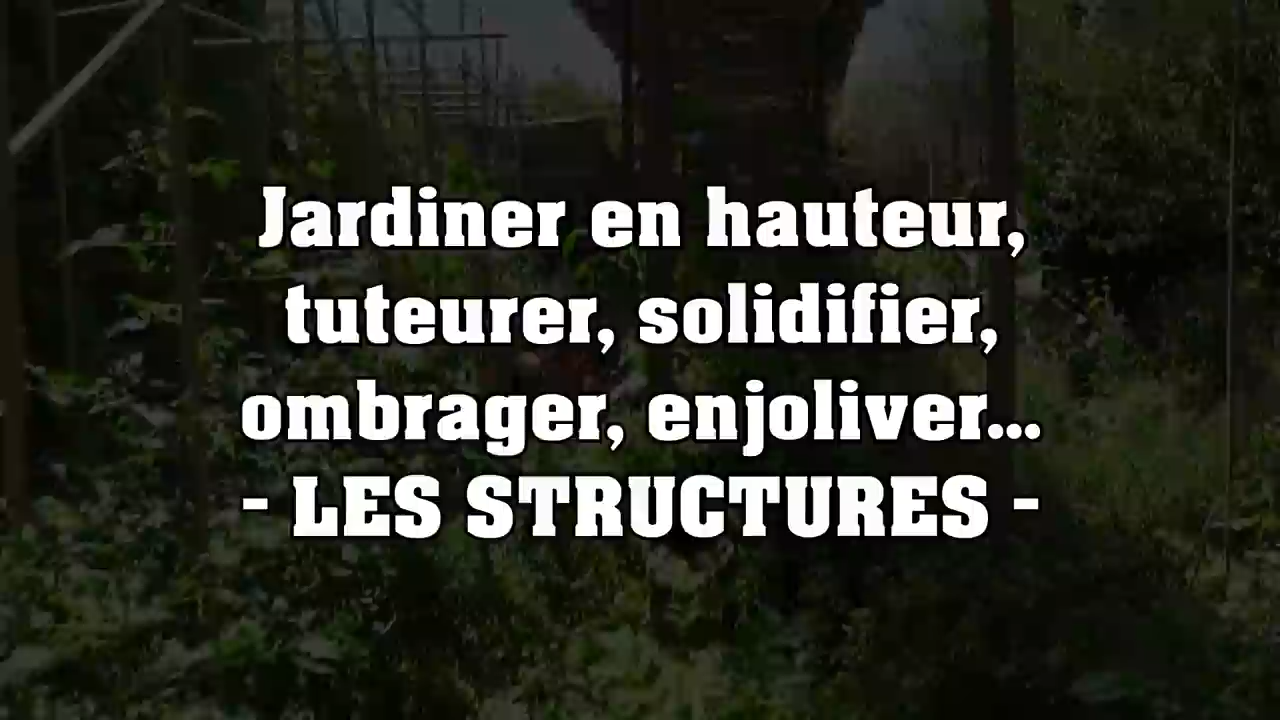 Jardiner en hauteur,
tuteurer, solidifier,
ombrager, enjoliver...
- LES STRUCTURES -